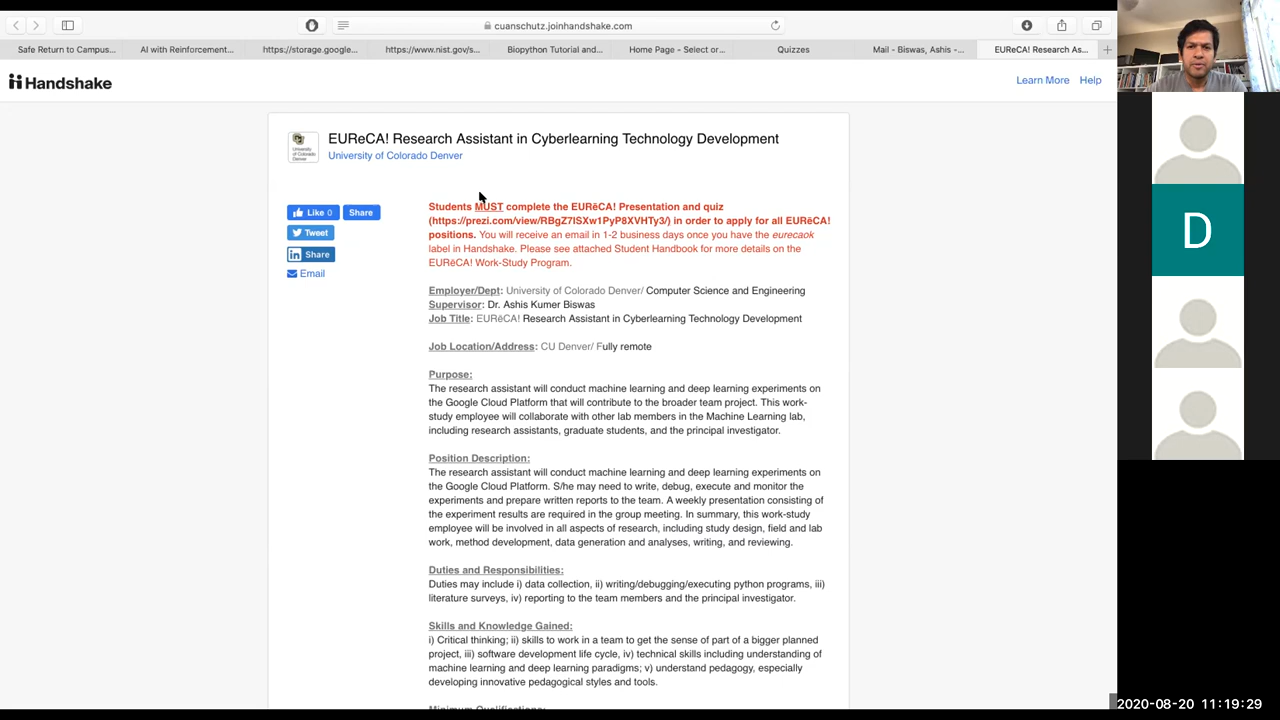 cuanschutz.joinhandshake.com
Safe Return to Campus...
AI with Reinforcement...
https://storage.google...
https://www.nist.gov/s...
Biopython Tutorial and...
Home Page - Select or...
Quizzes
Mail - Biswas, Ashis -...
EUReCA! Research As...
Handshake
Learn More Help
University of Colorado Denver
EUReCA! Research Assistant in Cyberlearning Technology Development
University of Colorado Denver
Like 0 Share
Tweet
in Share
Email
Students MUST complete the EURēCA! Presentation and quiz
(https://prezi.com/view/RBgZ7ISXw1PyP8XVHTy3/) in order to apply for all EURēCA!
positions. You will receive an email in 1-2 business days once you have the eurecaok
label in Handshake. Please see attached Student Handbook for more details on the
EURēCA! Work-Study Program.
Employer/Dept: University of Colorado Denver/ Computer Science and Engineering
Supervisor: Dr. Ashis Kumer Biswas
Job Title: EURēCA! Research Assistant in Cyberlearning Technology Development
Job Location/Address: CU Denver/ Fully remote
Purpose:
The research assistant will conduct machine learning and deep learning experiments on
the Google Cloud Platform that will contribute to the broader team project. This work-
study employee will collaborate with other lab members in the Machine Learning lab,
including research assistants, graduate students, and the principal investigator.
Position Description:
The research assistant will conduct machine learning and deep learning experiments on
the Google Cloud Platform. S/he may need to write, debug, execute and monitor the
experiments and prepare written reports to the team. A weekly presentation consisting of
the experiment results are required in the group meeting. In summary, this work-study
employee will be involved in all aspects of research, including study design, field and lab
work, method development, data generation and analyses, writing, and reviewing.
Duties and Responsibilities:
Duties may include i) data collection, ii) writing/debugging/executing python programs, iii)
literature surveys, iv) reporting to the team members and the principal investigator.
Skills and Knowledge Gained:
i) Critical thinking; ii) skills to work in a team to get the sense of part of a bigger planned
project, iii) software development life cycle, iv) technical skills including understanding of
machine learning and deep learning paradigms; v) understand pedagogy, especially
developing innovative pedagogical styles and tools.
Minimum Qualifications:
D
2020-08-20 11:19:29